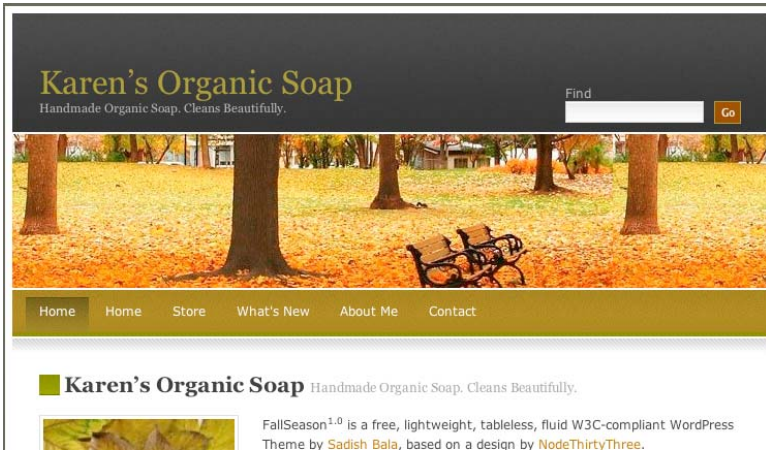 Karen's Organic Soap
Handmade Organic Soap. Cleans Beautifully.
Find
Go
Home Home Store What's New About Me Contact
Karen's Organic Soap Handmade Organic Soap. Cleans Beautifully.
FallSeason1.0 is a free, lightweight, tableless, fluid W3C-compliant WordPress
Theme by Sadish Bala, based on a design by NodeThirtyThree.